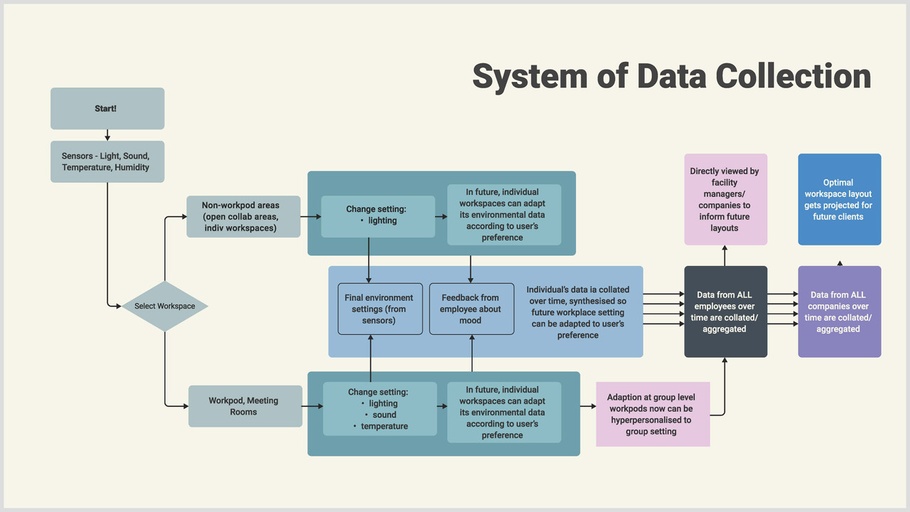 System of Data Collection
Start!
Sensors - Light, Sound,
Temperature, Humidity
Select Workspace
Non-workpod areas
(open collab areas,
indiv workspaces)
Change setting:
• lighting
In future, individual
workspaces can adapt
its environmental data
according to user's
preference
Final environment
settings (from
sensors)
Feedback from
employee about
mood
Individual's data ia collated
over time, synthesised so
future workplace setting
can be adapted to user's
preference
Directly viewed by
facility
managers/
companies to
inform future
layouts
Optimal
workspace layout
gets projected for
future clients
Data from ALL
employees over
time are collated/
aggregated
Data from ALL
companies over
time are collated/
aggregated
Workpod, Meeting
Rooms
Change setting:
• lighting
• sound
• temperature
In future, individual
workspaces can adapt
its environmental data
according to user's
preference
Adaption at group level
workpods now can be
hyperpersonalised to
group setting